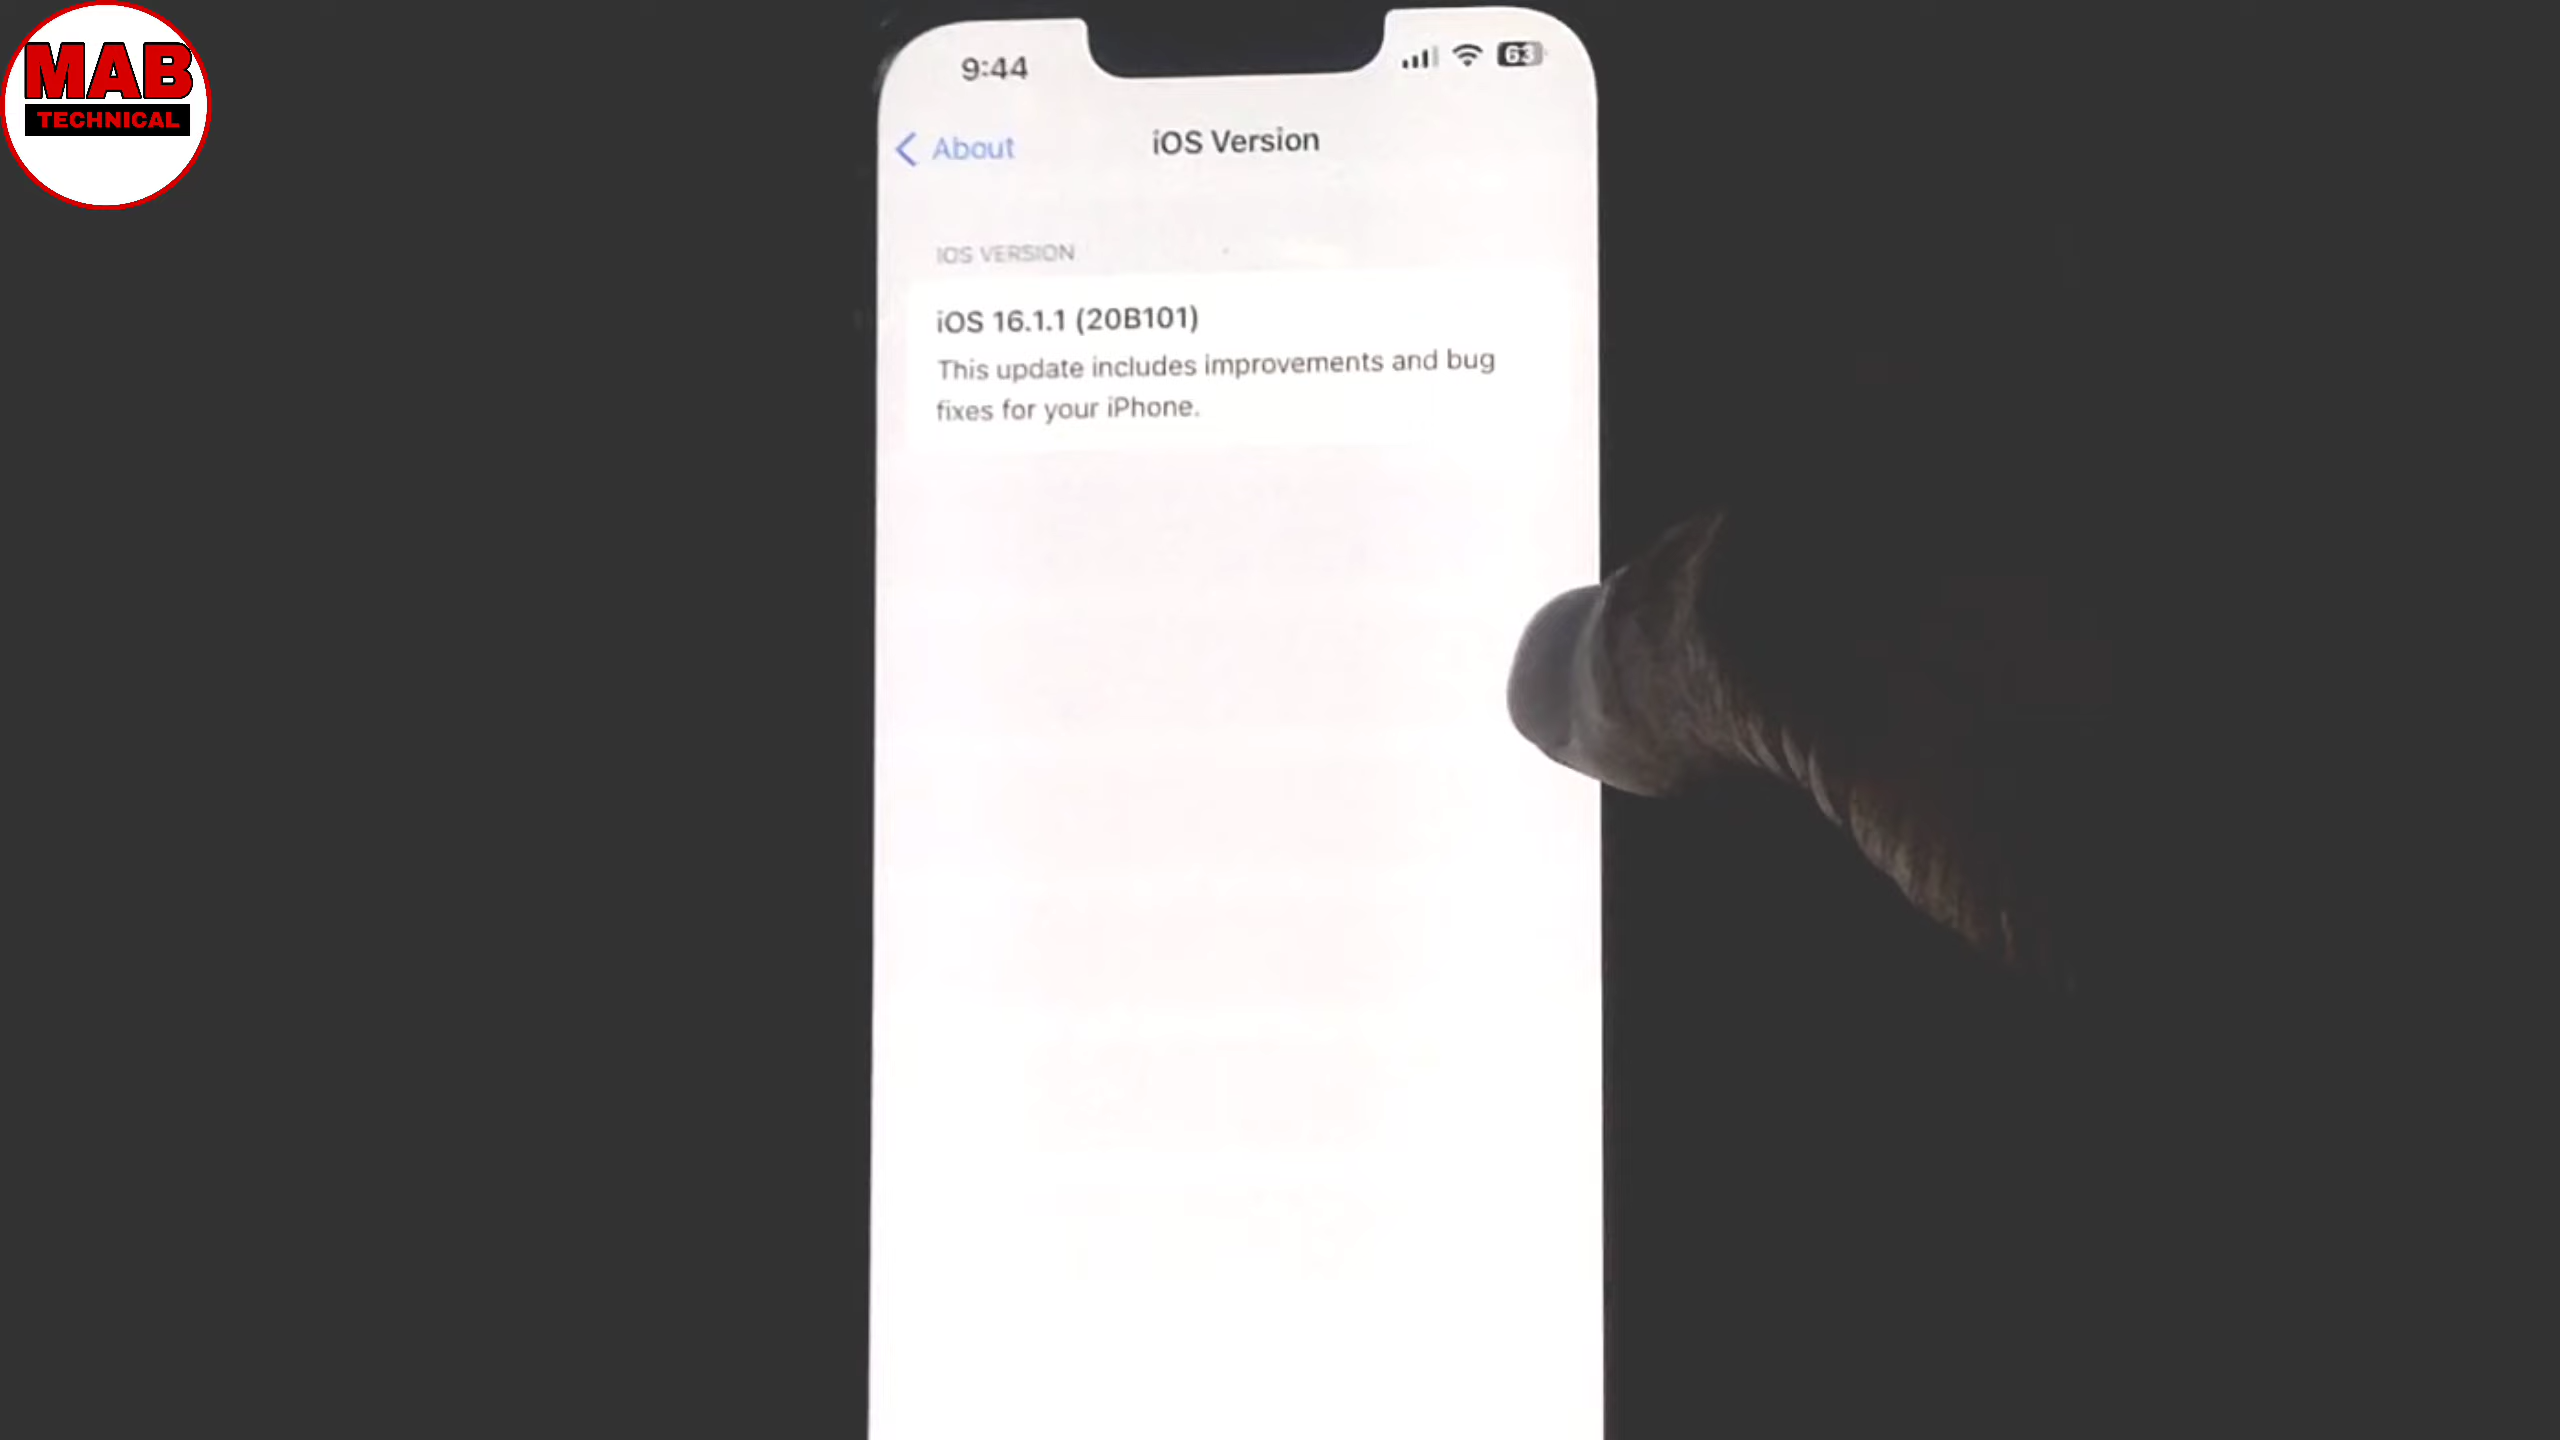 MAB
TECHNICAL
9:44
63
About
iOS Version
IOS VERSION
iOS 16.1.1 (20B101)
This update includes improvements and bug
fixes for your iPhone.